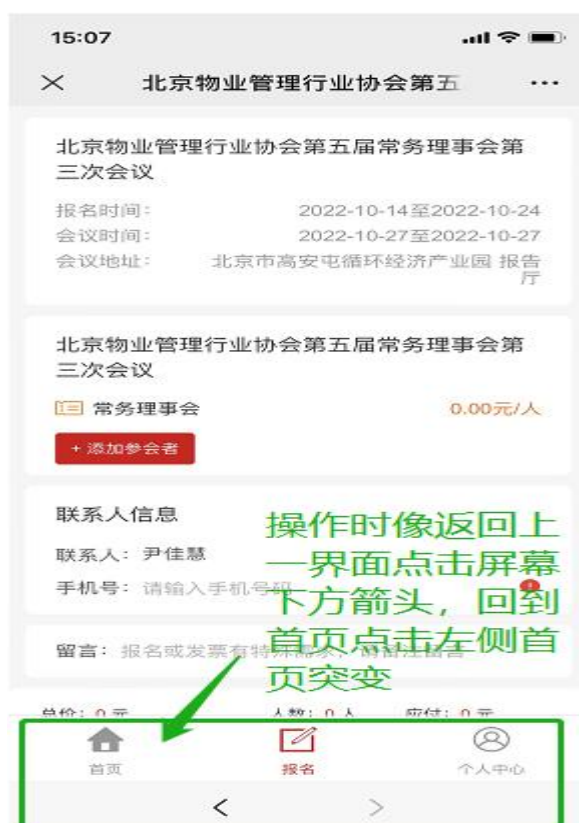 15:07
北京物业管理行业协会第五
北京物业管理行业协会第五届常务理事会第
三次会议
报名时间: 2022-10-14至2022-10-24
会议时间: 2022-10-27至2022-10-27
会议地址: 北京市高安屯循环经济产业园 报告
厅
北京物业管理行业协会第五届常务理事会第
三次会议
常务理事会 0.00元/人
+ 添加参会者
联系人信息
联系人: 尹佳慧
手机号: 请输入手机号码
操作时像返回上
一界面点击屏幕
下方箭头，回到
首页点击左侧首
页突变
留言: 报名或发票有特殊需求，请备注留言
总价: 0 元 人数: 0 人 应付: 0 元
首页 报名 个人中心
< >